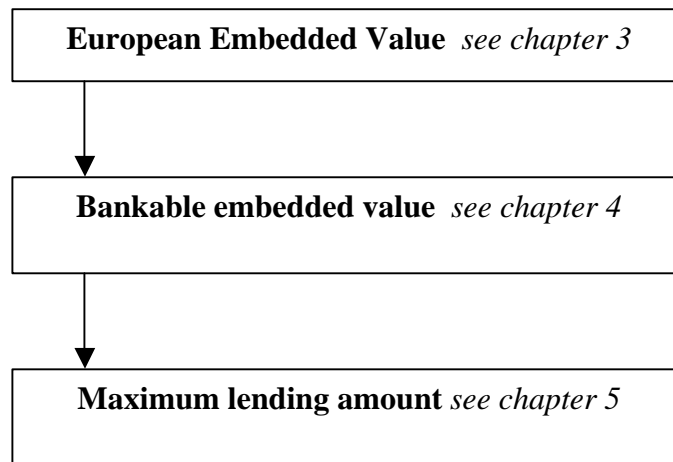 European Embedded Value see chapter 3
Bankable embedded value see chapter 4
Maximum lending amount see chapter 5